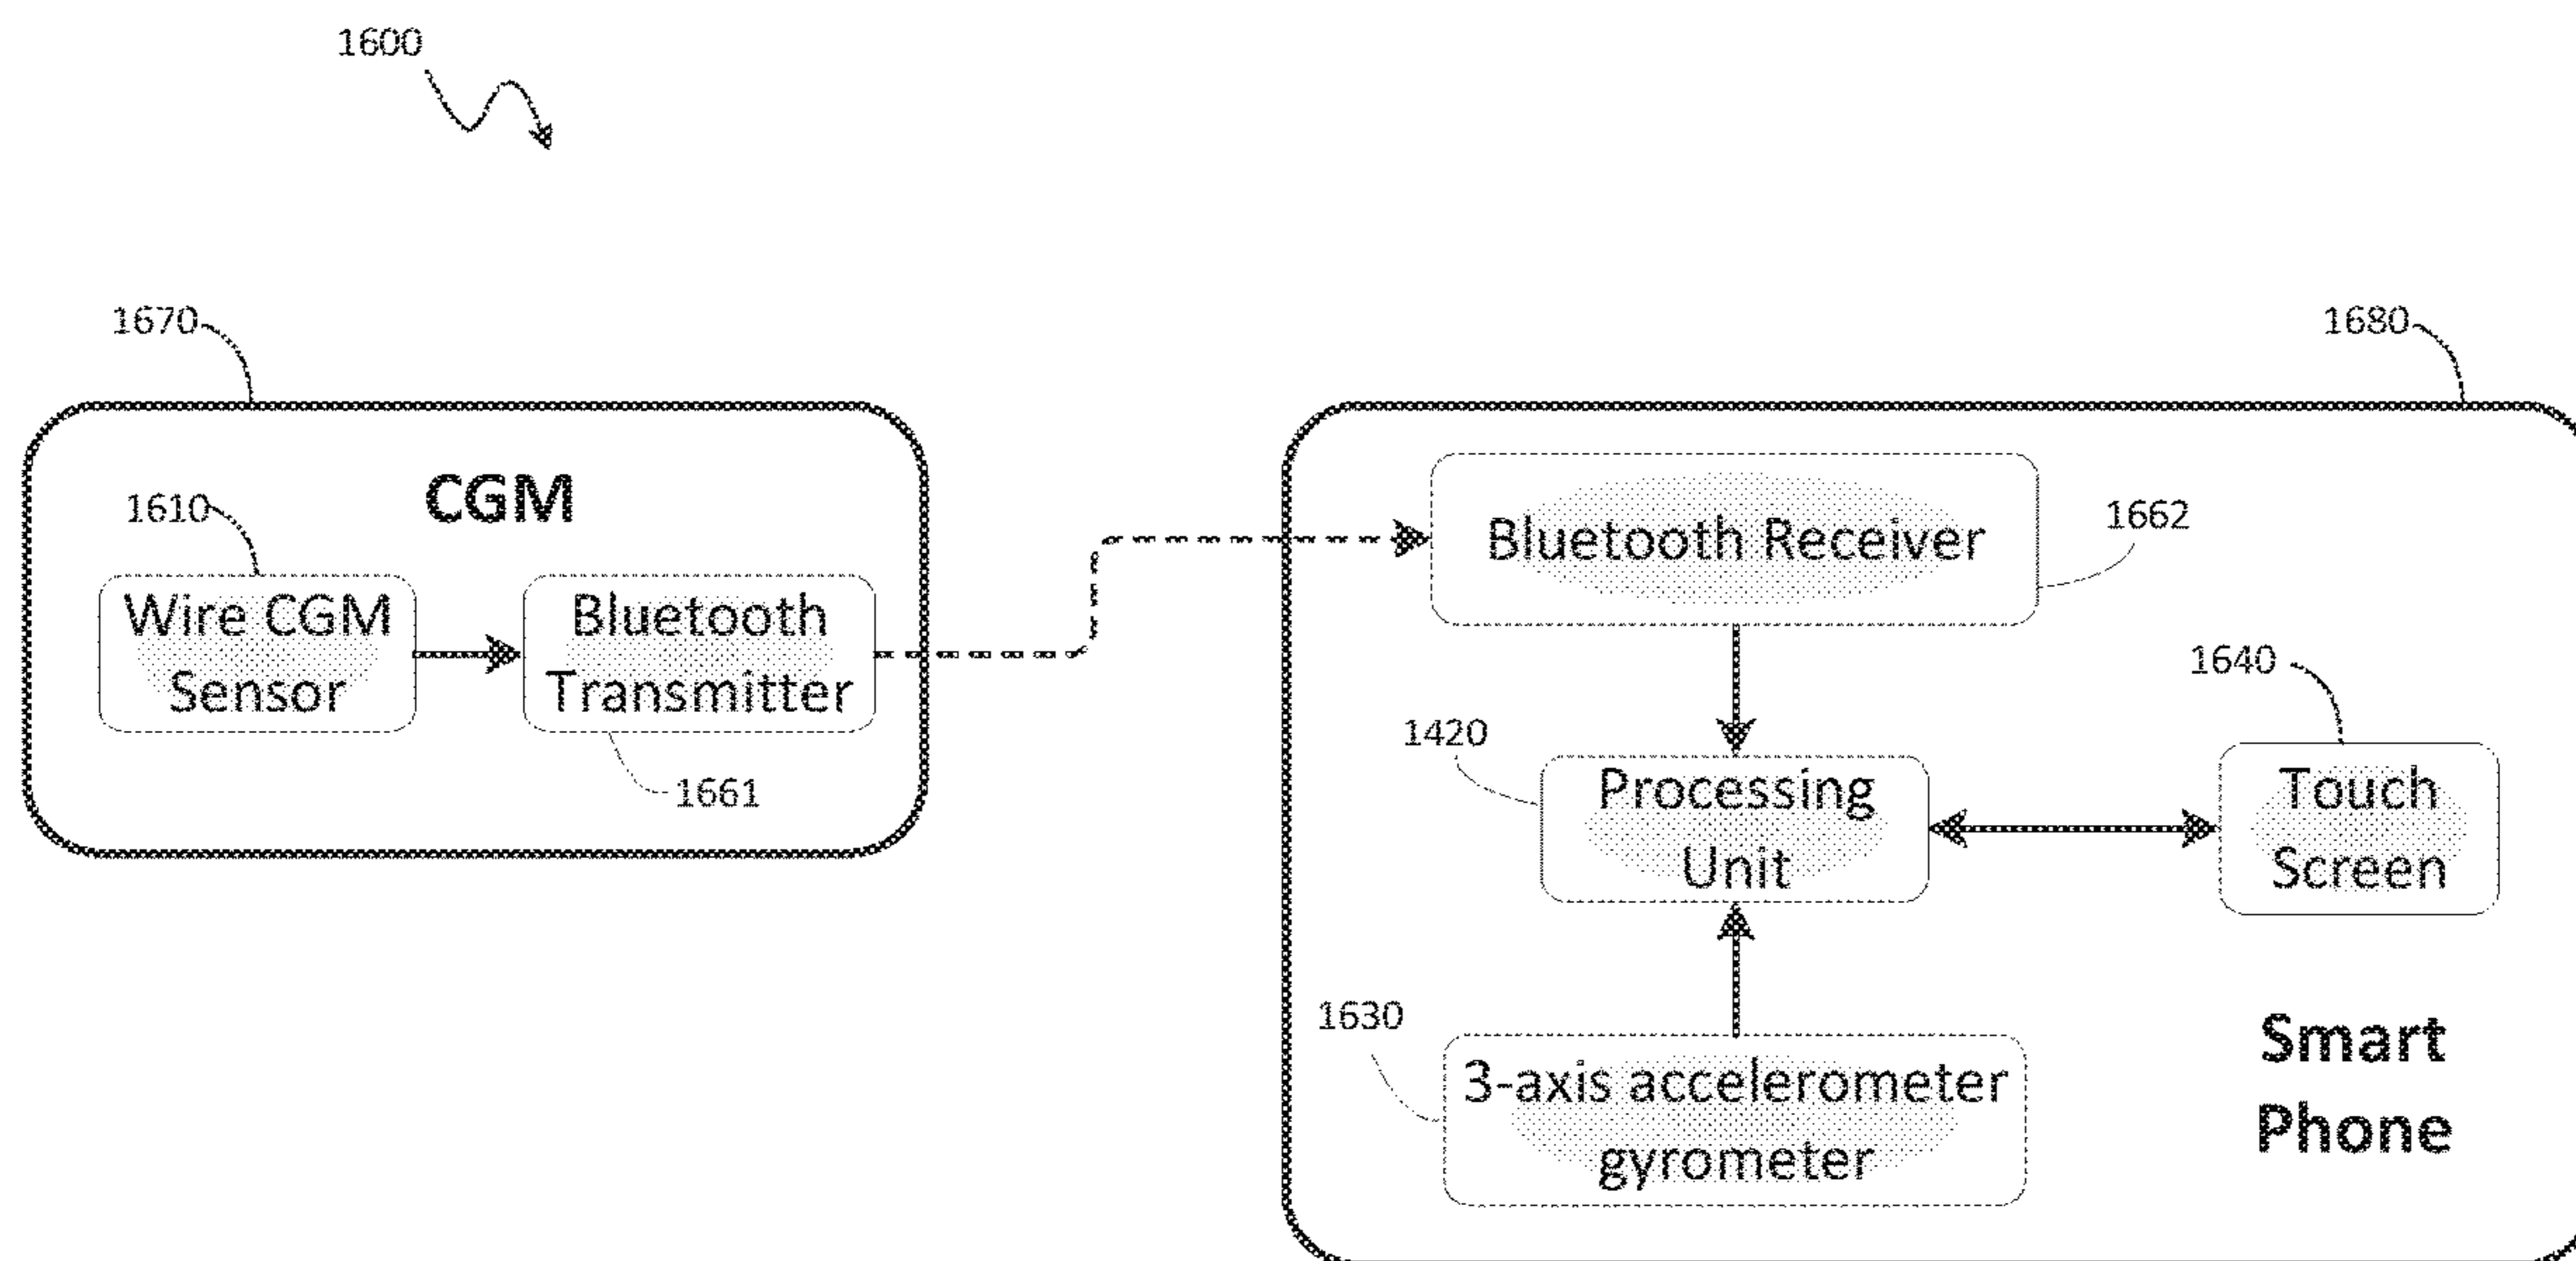 1600
1670
1680
CGM
1610
Wire CGM
Sensor
Bluetooth
Transmitter
1661
Bluetooth Receiver
1662
1640
1420
Processing
Unit
Touch
Screen
1630
3-axis accelerometer
gyrometer
Smart
Phone